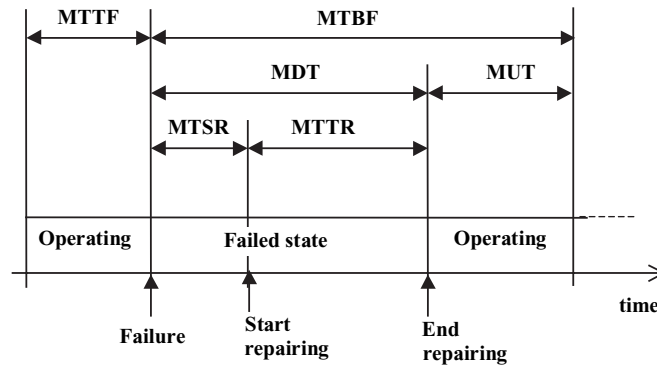 MTTF MTBF
MDT MUT
MTSR MTTR
Operating Failed state Operating
time
Failure Start repairing End repairing